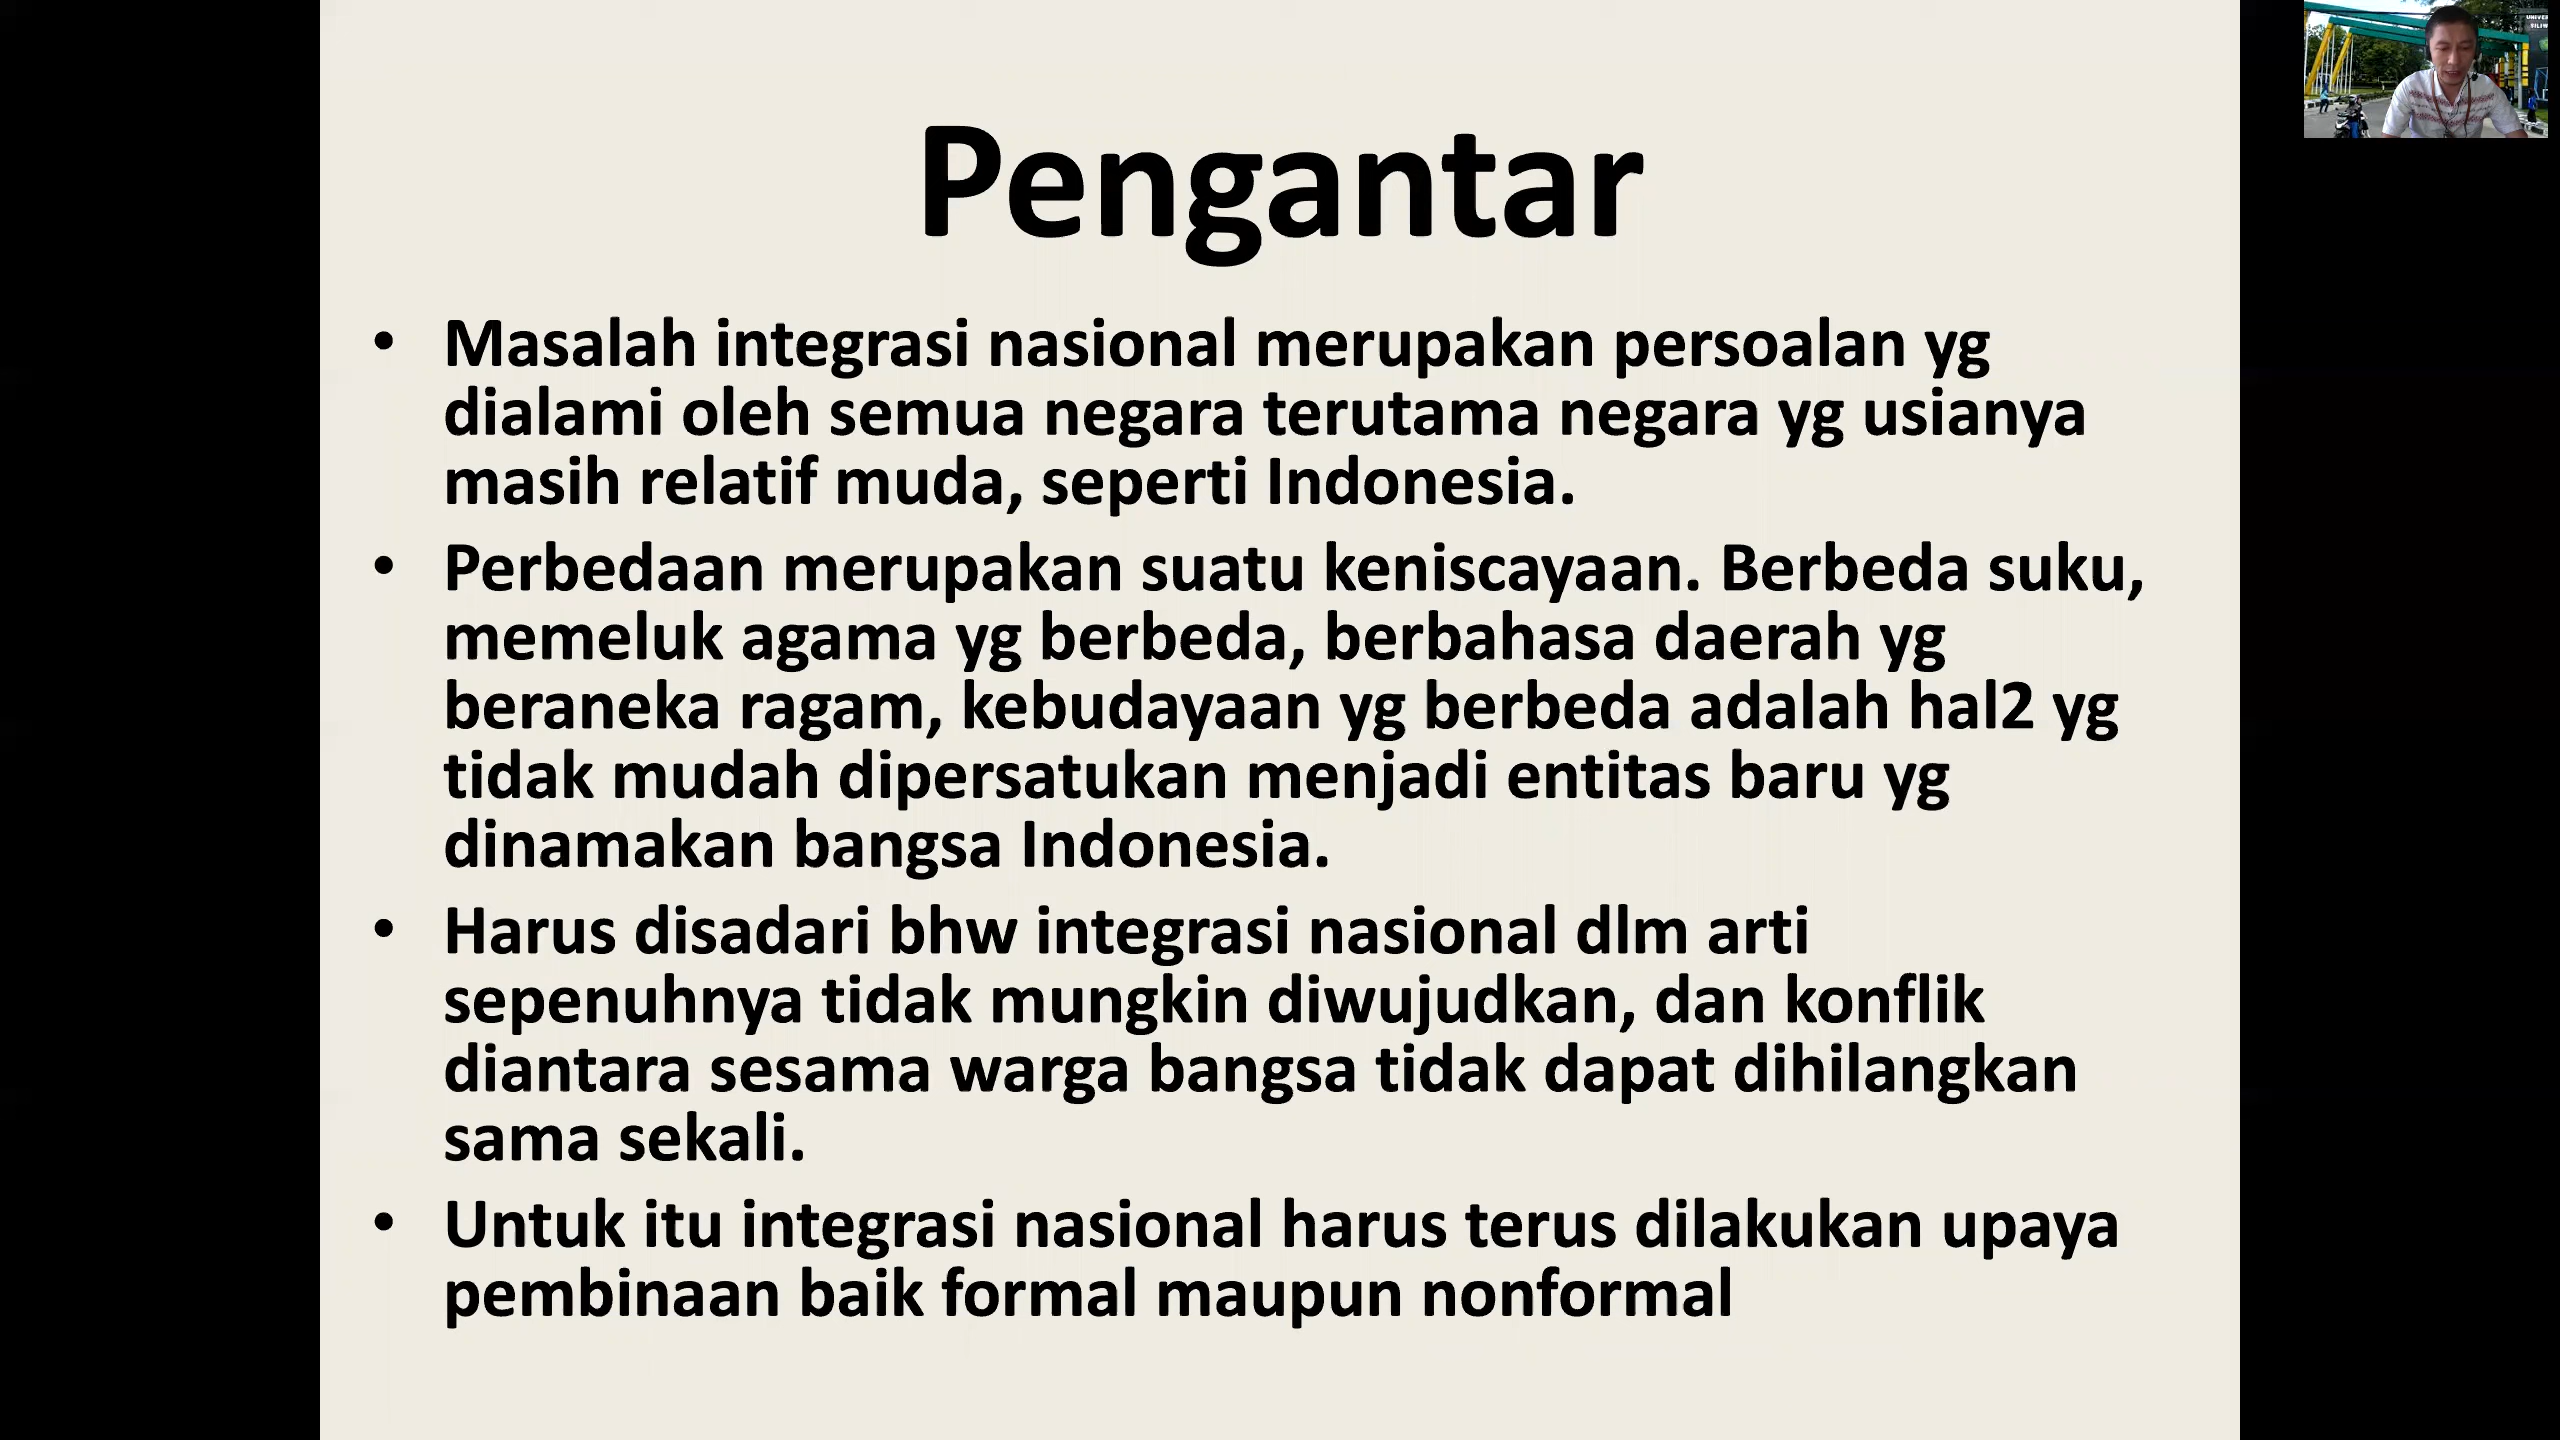 Pengantar
• Masalah integrasi nasional merupakan persoalan yg
dialami oleh semua negara terutama negara yg usianya
masih relatif muda, seperti Indonesia.
• Perbedaan merupakan suatu keniscayaan. Berbeda suku,
memeluk agama yg berbeda, berbahasa daerah yg
beraneka ragam, kebudayaan yg berbeda adalah hal2 yg
tidak mudah dipersatukan menjadi entitas baru yg
dinamakan bangsa Indonesia.
• Harus disadari bhw integrasi nasional dlm arti
sepenuhnya tidak mungkin diwujudkan, dan konflik
diantara sesama warga bangsa tidak dapat dihilangkan
sama sekali.
• Untuk itu integrasi nasional harus terus dilakukan upaya
pembinaan baik formal maupun nonformal